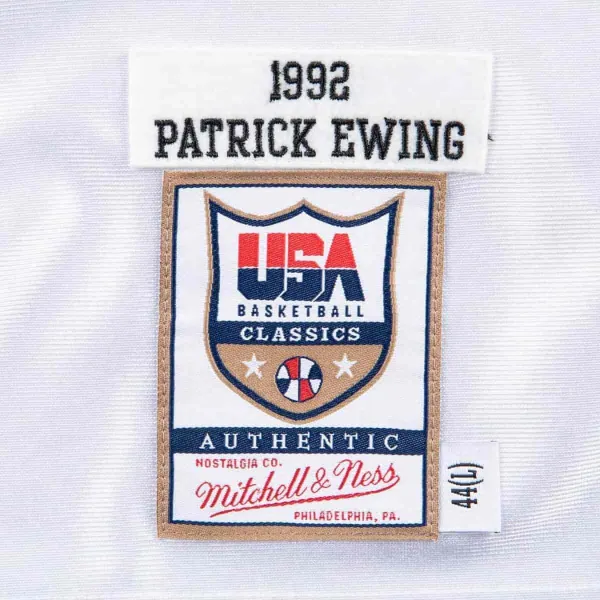 1992
PATRICK EWING
USA
BASKETBALL
CLASSICS
AUTHENTIC
NOSTALGIA CO.
Mitchell & Ness
PHILADELPHIA, PA.
44(L)